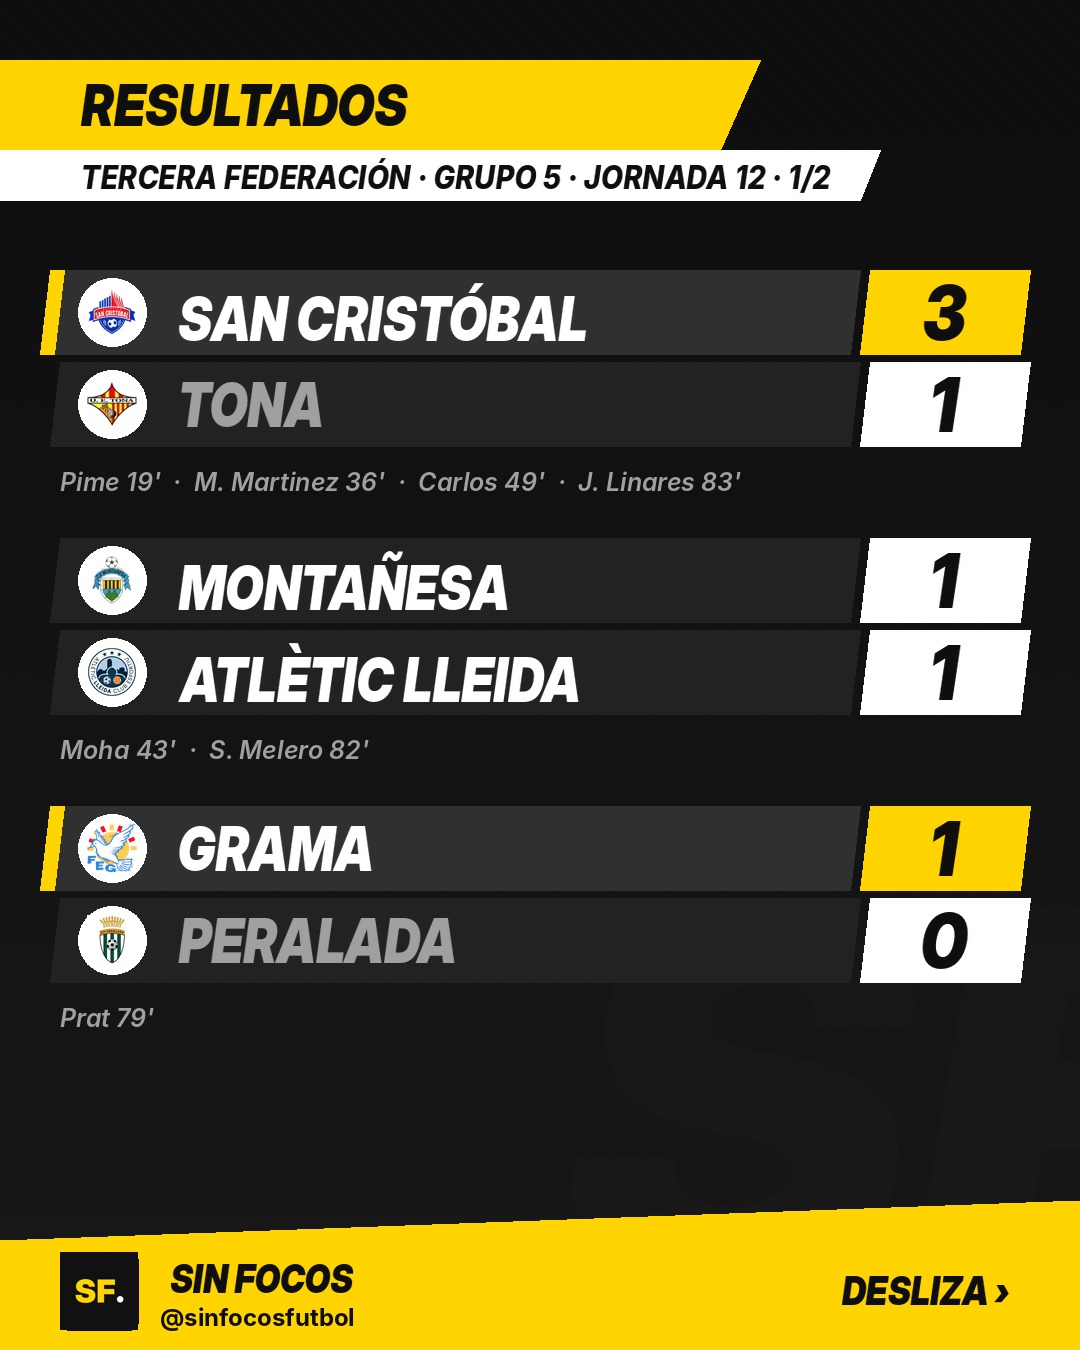 RESULTADOS
TERCERA FEDERACIÓN · GRUPO 5 · JORNADA 12 · 1/2
SAN CRISTÓBAL 3
TONA 1
Pime 19' · M. Martinez 36' · Carlos 49' · J. Linares 83'
MONTAÑESA 1
ATLÈTIC LLEIDA 1
Moha 43' · S. Melero 82'
GRAMA 1
FEG
PERALADA 0
Prat 79'
SF
SF. SIN FOCOS
@sinfocosfutbol
DESLIZA ›